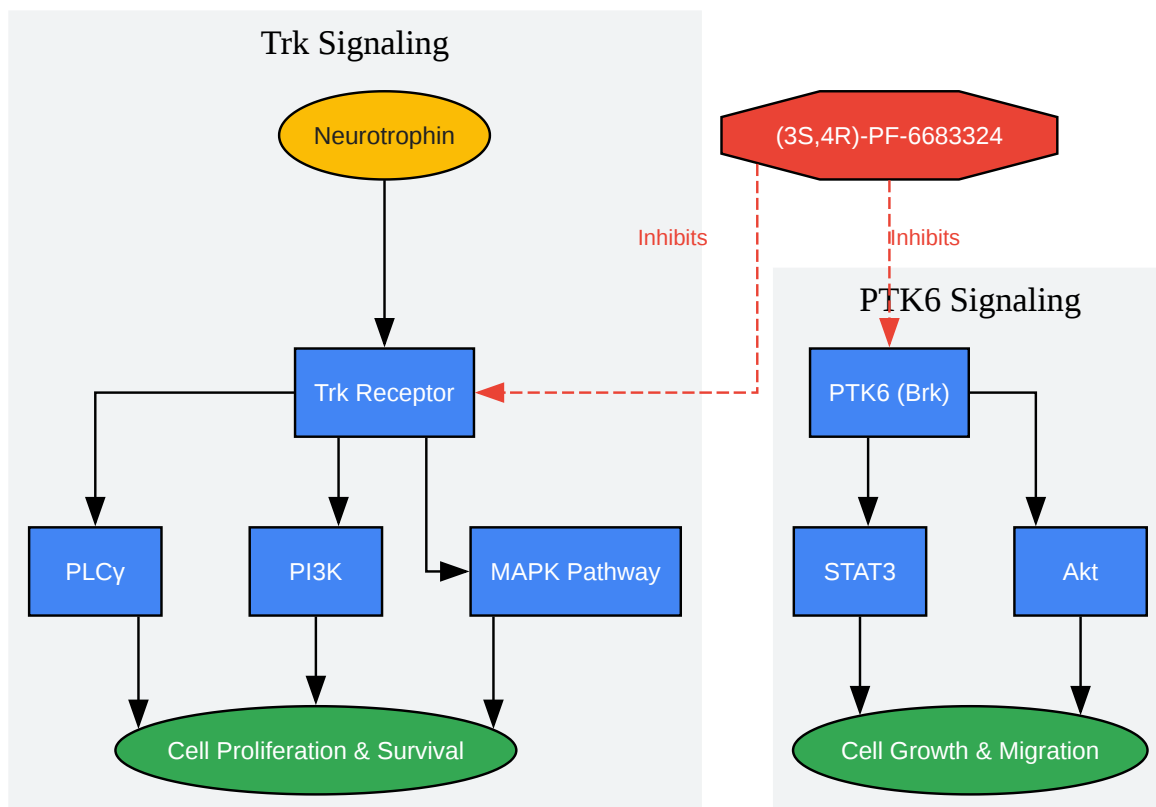 Trk Signaling
Neurotrophin
(3S,4R)-PF-6683324
Inhibits
Inhibits
PTK6 Signaling
Trk Receptor
PTK6 (Brk)
PLCγ
PI3K
MAPK Pathway
STAT3
Akt
Cell Proliferation & Survival
Cell Growth & Migration